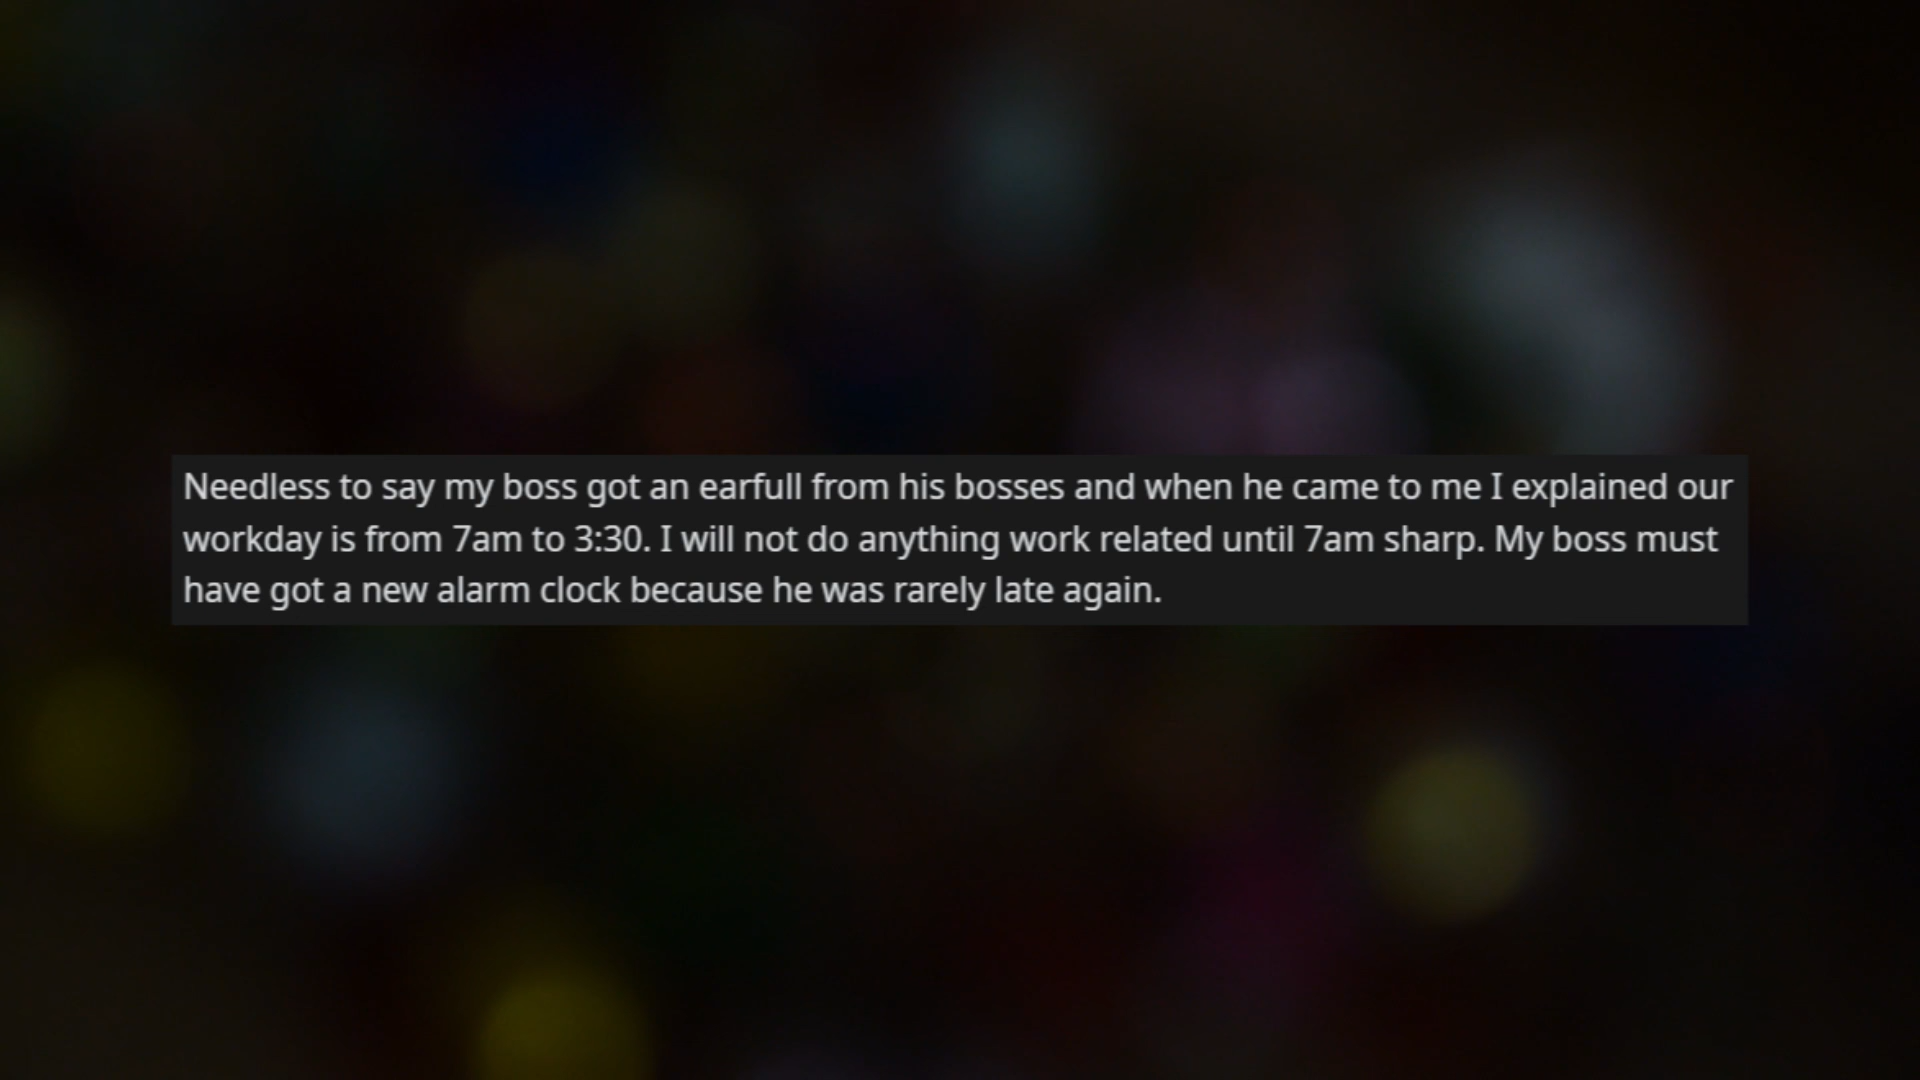 Needless to say my boss got an earfull from his bosses and when he came to me I explained our
workday is from 7am to 3:30. I will not do anything work related until 7am sharp. My boss must
have got a new alarm clock because he was rarely late again.